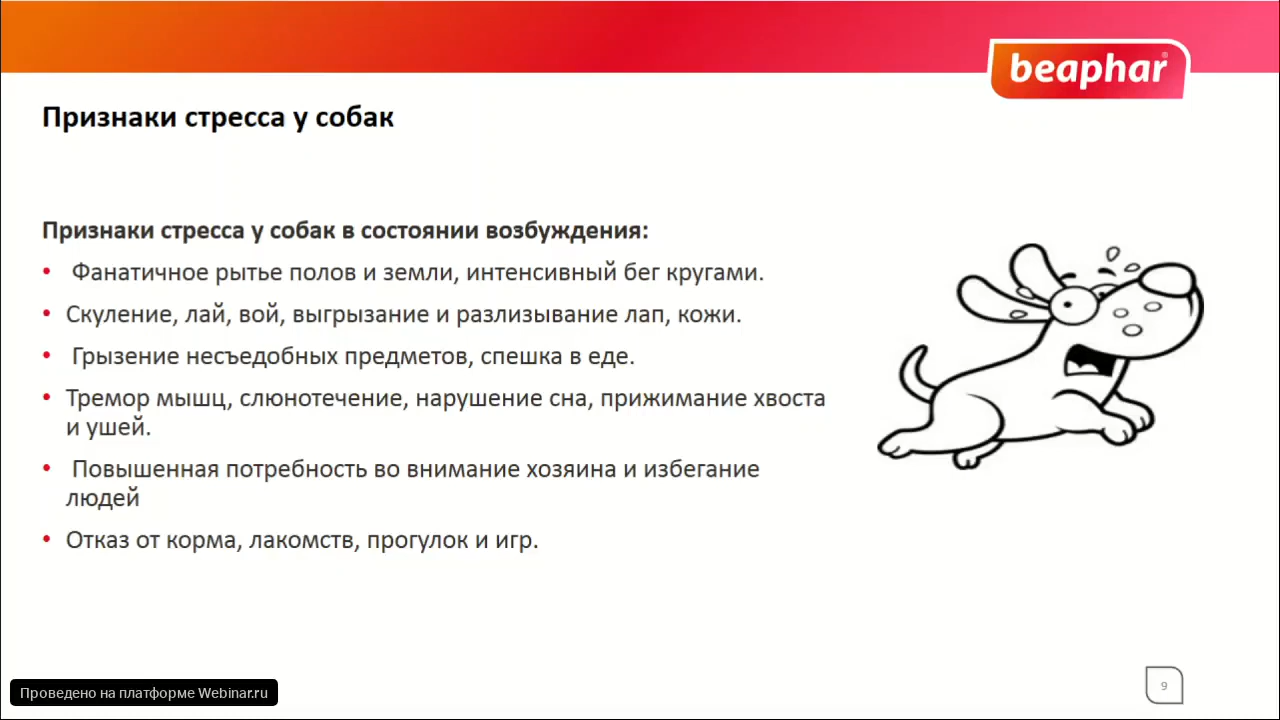 beaphar®
Признаки стресса у собак
Признаки стресса у собак в состоянии возбуждения:
• Фанатичное рытье полов и земли, интенсивный бег кругами.
• Скуление, лай, вой, выгрызание и разлизывание лап, кожи.
• Грызение несъедобных предметов, спешка в еде.
• Тремор мышц, слюнотечение, нарушение сна, прижимание хвоста
и ушей.
• Повышенная потребность во внимание хозяина и избегание
людей
• Отказ от корма, лакомств, прогулок и игр.
Проведено на платформе Webinar.ru
9